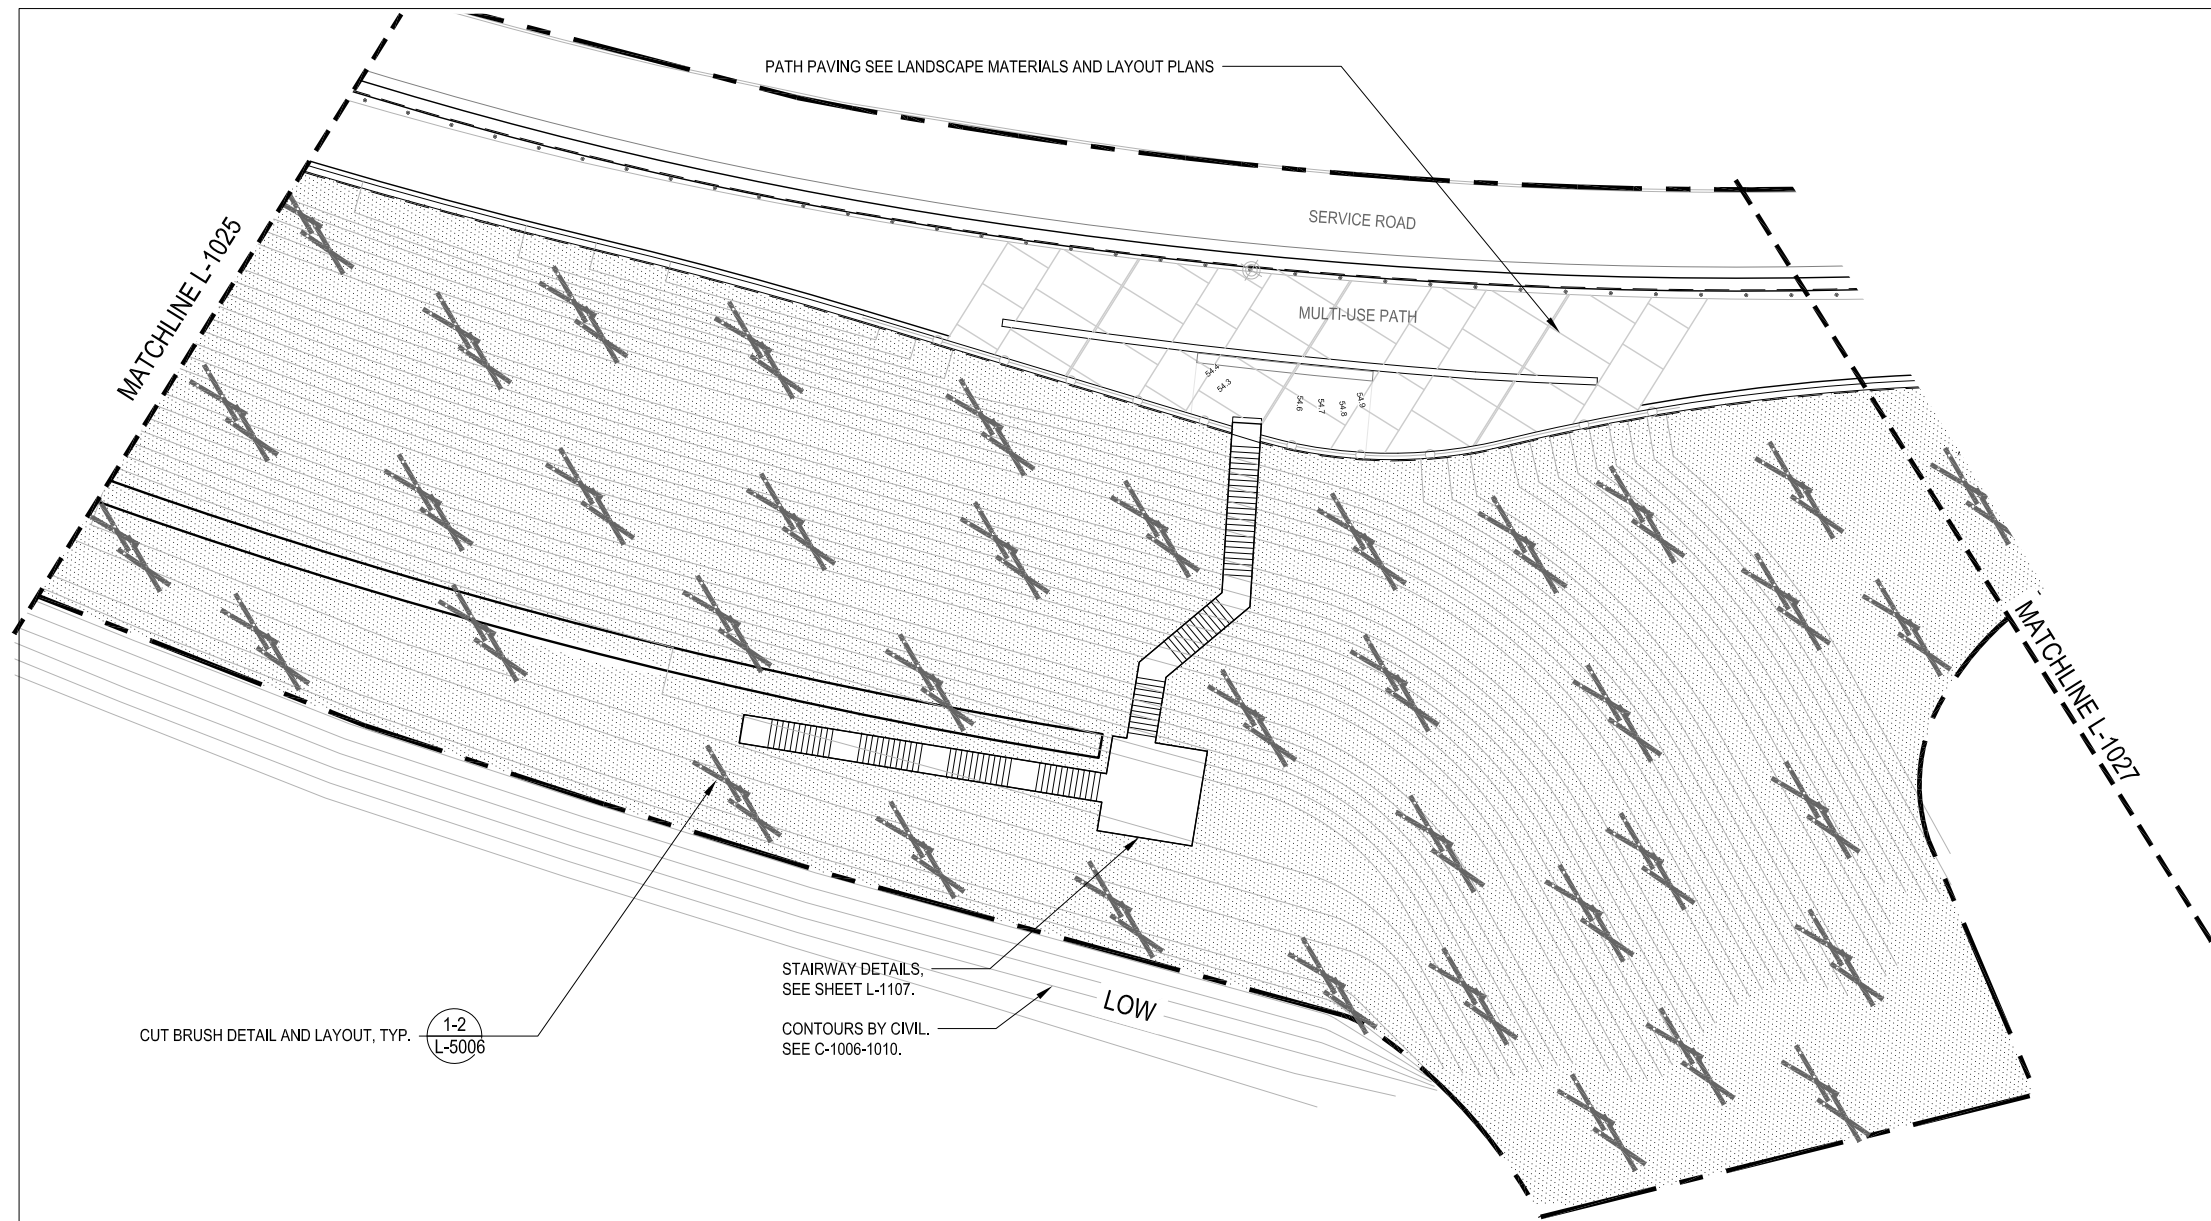 PATH PAVING SEE LANDSCAPE MATERIALS AND LAYOUT PLANS
SERVICE ROAD
MATCHLINE L-1025
MULTI-USE PATH
54.4
54.3
54.6
54.7
54.8
54.9
MATCHLINE L-1027
STAIRWAY DETAILS,
SEE SHEET L-1107.
LOW
CONTOURS BY CIVIL.
SEE C-1006-1010.
CUT BRUSH DETAIL AND LAYOUT, TYP.
1-2
L-5006